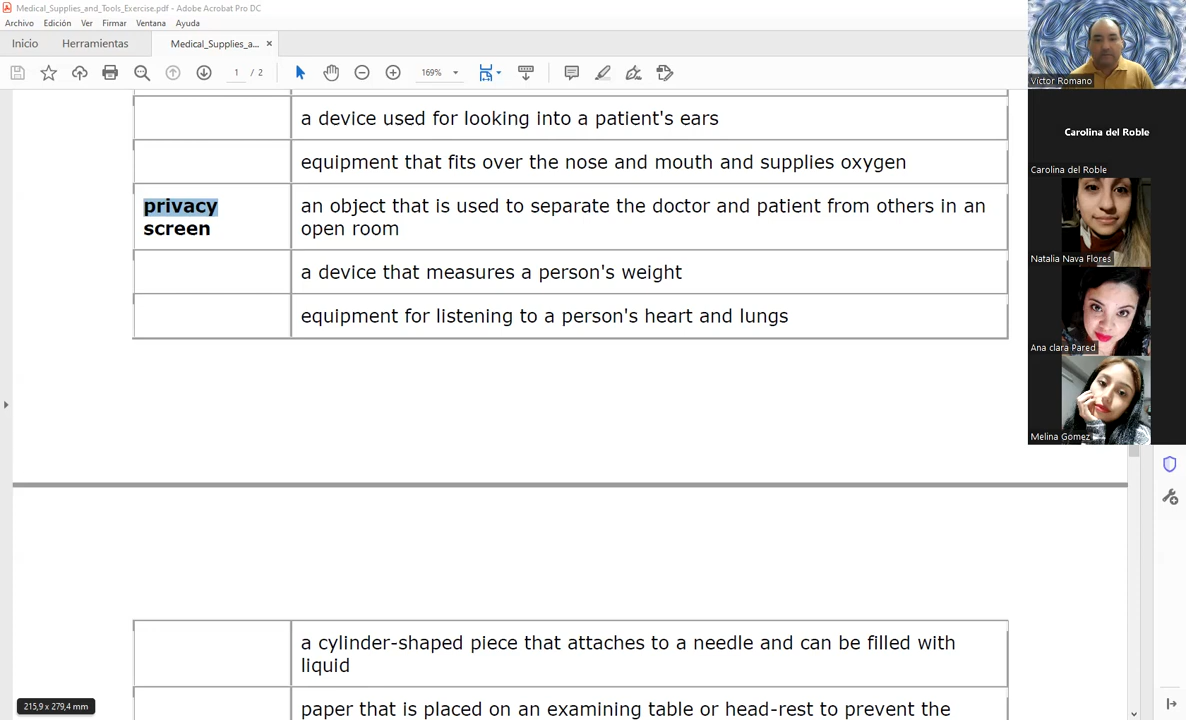 Medical_Supplies_and_Tools_Exercise.pdf - Adobe Acrobat Pro DC
Archivo Edición Ver Firmar Ventana Ayuda
Inicio Herramientas Medical_Supplies_a... ×
1 / 2 169%
a device used for looking into a patient's ears
equipment that fits over the nose and mouth and supplies oxygen
privacy
screen
an object that is used to separate the doctor and patient from others in an
open room
a device that measures a person's weight
equipment for listening to a person's heart and lungs
a cylinder-shaped piece that attaches to a needle and can be filled with
liquid
paper that is placed on an examining table or head-rest to prevent the
215,9 x 279,4 mm
Víctor Romano
Carolina del Roble
Carolina del Roble
Natalia Nava Flores
Ana clara Pared
Melina Gomez